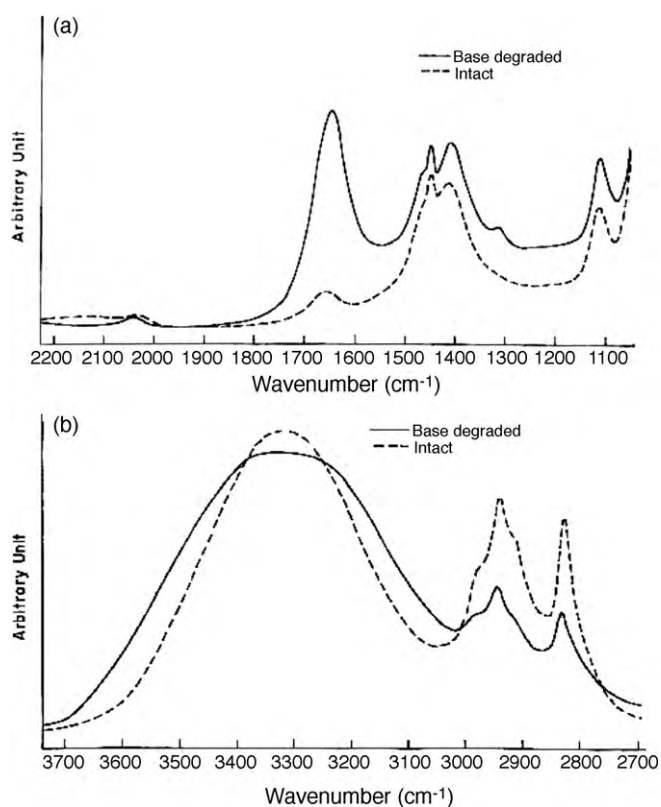 (a)
Base degraded
Intact
Arbitrary Unit
2200 2100 2000 1900 1800 1700 1600 1500 1400 1300 1200 1100
Wavenumber (cm-1)
(b)
Base degraded
Intact
Arbitrary Unit
3700 3600 3500 3400 3300 3200 3100 3000 2900 2800 2700
Wavenumber (cm-1)